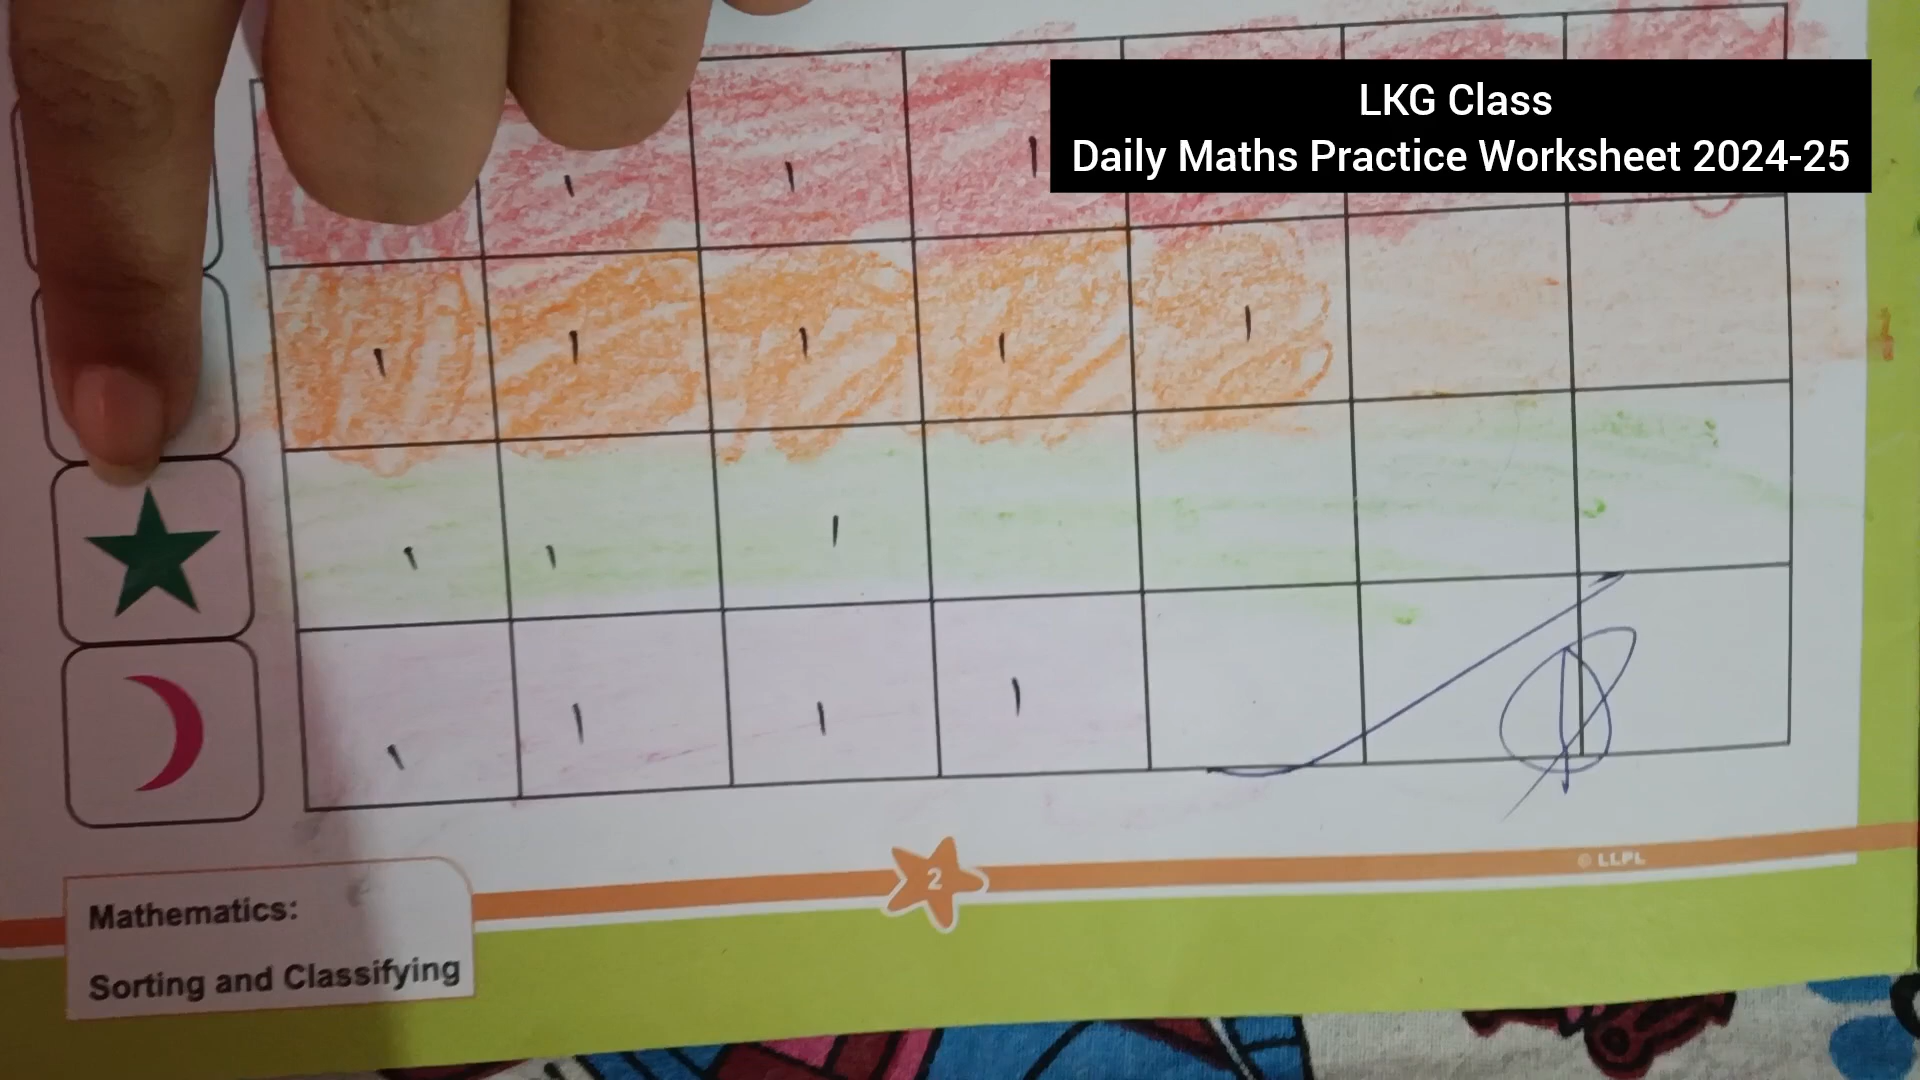 LKG Class
Daily Maths Practice Worksheet 2024-25
2
© LLPL
Mathematics:
Sorting and Classifying